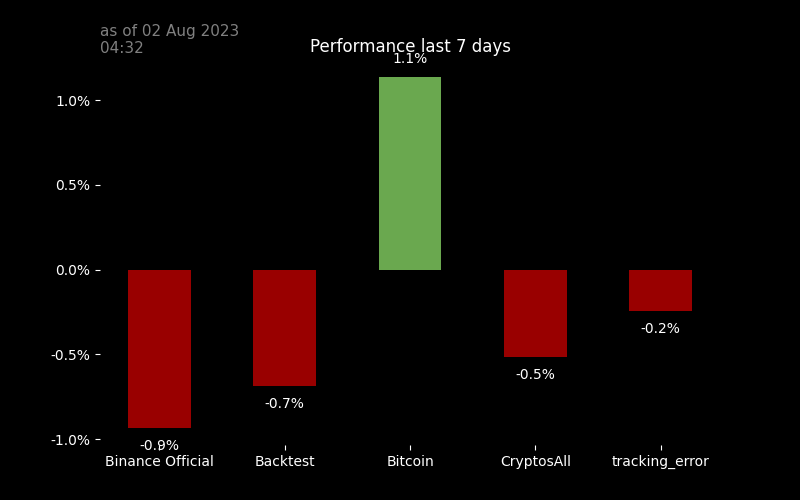 as of 02 Aug 2023
04:32
Performance last 7 days
1.1%
1.0%
0.5%
0.0%
-0.2%
-0.5%
-0.5%
-0.7%
-1.0%
-0.9%
Binance Official
Backtest
Bitcoin
CryptosAll
tracking_error